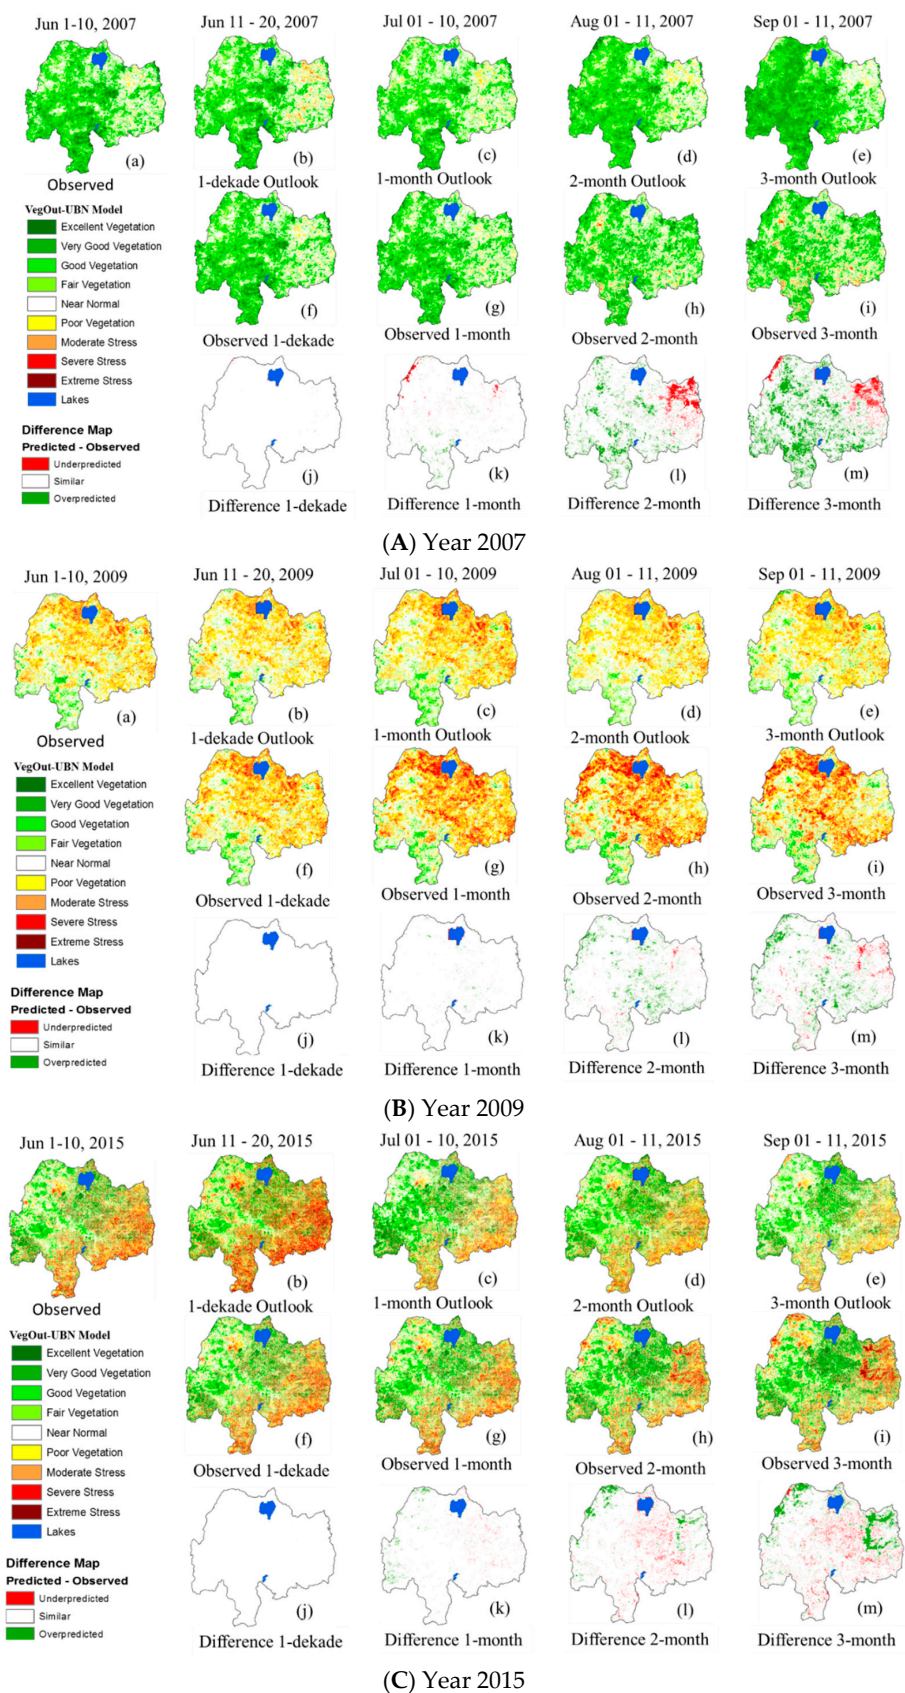 Jun 1-10, 2007
Jun 11 - 20, 2007
Jul 01 - 10, 2007
Aug 01 - 11, 2007
Sep 01 - 11, 2007
(a)
(b)
(c)
(d)
(e)
Observed
1-dekade Outlook
1-month Outlook
2-month Outlook
3-month Outlook
VegOut-UBN Model
Excellent Vegetation
Very Good Vegetation
Good Vegetation
Fair Vegetation
Near Normal
Poor Vegetation
Moderate Stress
Severe Stress
Extreme Stress
Lakes
(f)
(g)
(h)
(i)
Observed 1-dekade
Observed 1-month
Observed 2-month
Observed 3-month
Difference Map
Predicted - Observed
Underpredicted
Similar
Overpredicted
(j)
(k)
(l)
(m)
Difference 1-dekade
Difference 1-month
Difference 2-month
Difference 3-month
(A) Year 2007
Jun 1-10, 2009
Jun 11 - 20, 2009
Jul 01 - 10, 2009
Aug 01 - 11, 2009
Sep 01 - 11, 2009
(a)
(b)
(c)
(d)
(e)
Observed
1-dekade Outlook
1-month Outlook
2-month Outlook
3-month Outlook
VegOut-UBN Model
Excellent Vegetation
Very Good Vegetation
Good Vegetation
Fair Vegetation
Near Normal
Poor Vegetation
Moderate Stress
Severe Stress
Extreme Stress
Lakes
(f)
(g)
(h)
(i)
Observed 1-dekade
Observed 1-month
Observed 2-month
Observed 3-month
Difference Map
Predicted - Observed
Underpredicted
Similar
Overpredicted
(j)
(k)
(l)
(m)
Difference 1-dekade
Difference 1-month
Difference 2-month
Difference 3-month
(B) Year 2009
Jun 1-10, 2015
Jun 11 - 20, 2015
Jul 01 - 10, 2015
Aug 01 - 11, 2015
Sep 01 - 11, 2015
(b)
(c)
(d)
(e)
Observed
1-dekade Outlook
1-month Outlook
2-month Outlook
3-month Outlook
VegOut-UBN Model
Excellent Vegetation
Very Good Vegetation
Good Vegetation
Fair Vegetation
Near Normal
Poor Vegetation
Moderate Stress
Severe Stress
Extreme Stress
Lakes
(f)
(g)
(h)
(i)
Observed 1-dekade
Observed 1-month
Observed 2-month
Observed 3-month
Difference Map
Predicted - Observed
Underpredicted
Similar
Overpredicted
(j)
(k)
(l)
(m)
Difference 1-dekade
Difference 1-month
Difference 2-month
Difference 3-month
(C) Year 2015